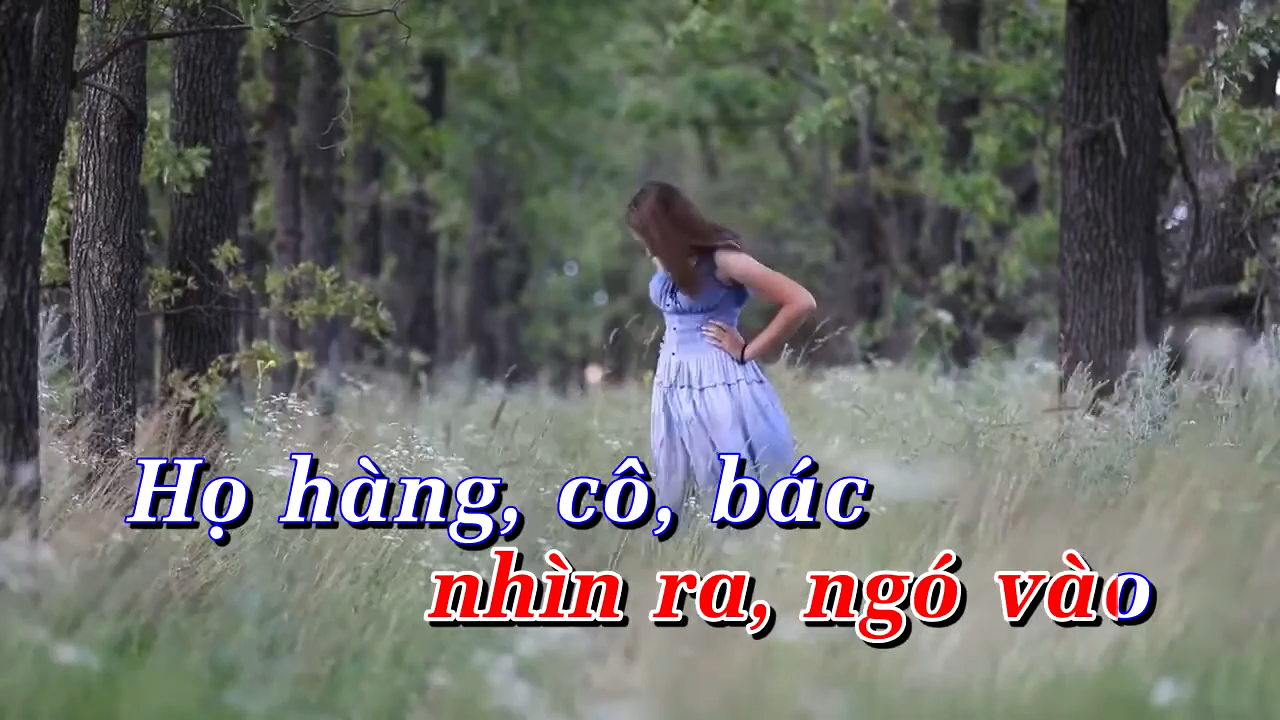 Họ hàng, cô, bác
nhìn ra, ngó vào